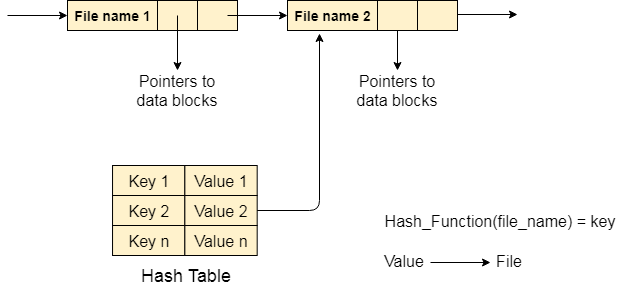 File name 1
File name 2
Pointers to
data blocks
Pointers to
data blocks
Key 1 Value 1
Key 2 Value 2
Key n Value n
Hash Table
Hash_Function(file_name) = key
Value File